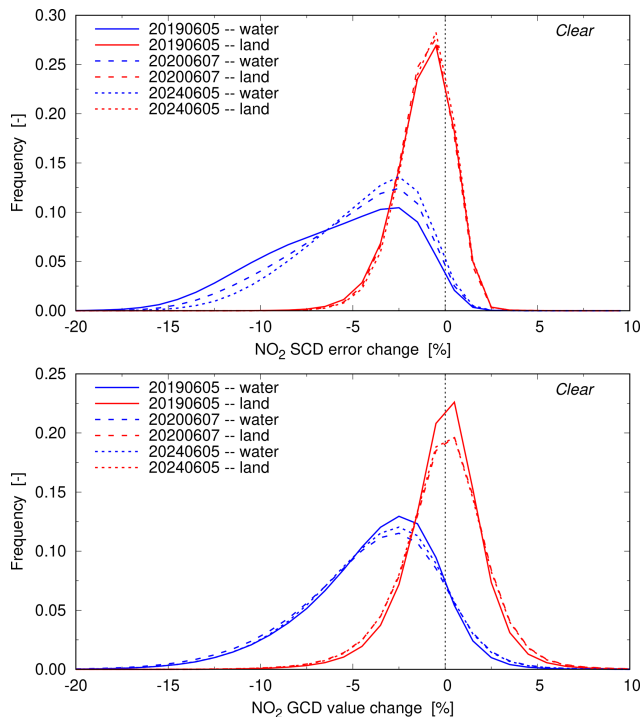 0.30
0.25
0.20
0.15
0.10
0.05
0.00
Frequency [-]
20190605 -- water
20190605 -- land
20200607 -- water
20200607 -- land
20240605 -- water
20240605 -- land
Clear
-20 -15 -10 -5 0 5 10
NO2 SCD error change [%]
0.25
0.20
0.15
0.10
0.05
0.00
Frequency [-]
20190605 -- water
20190605 -- land
20200607 -- water
20200607 -- land
20240605 -- water
20240605 -- land
Clear
-20 -15 -10 -5 0 5 10
NO2 GCD value change [%]